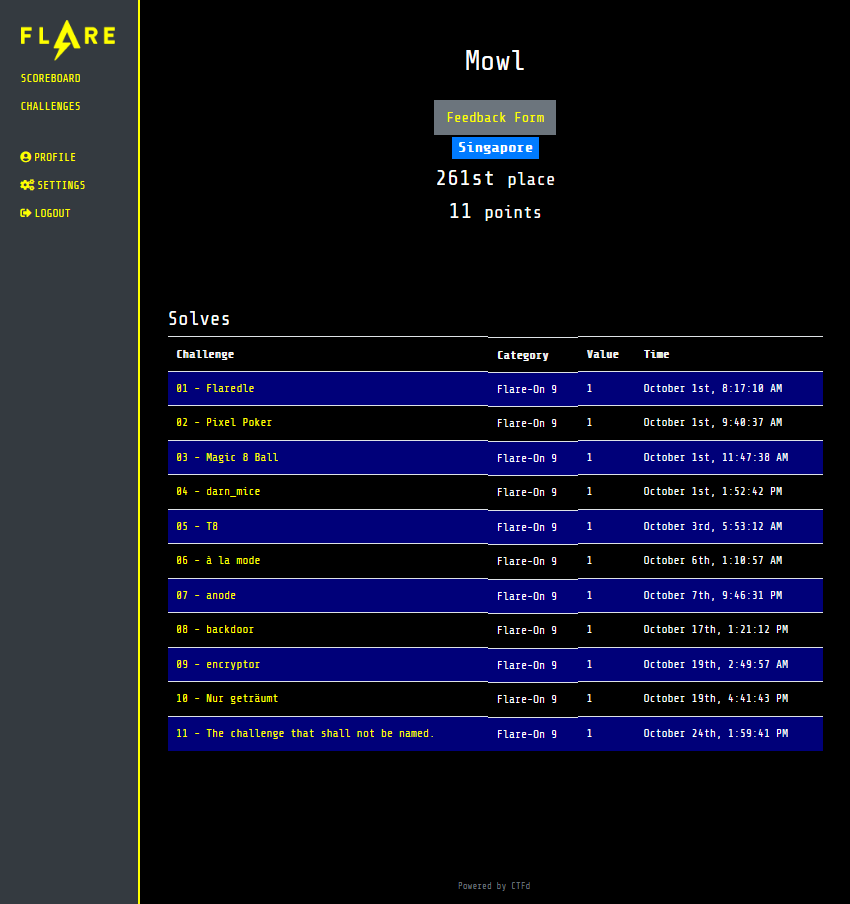 FLARE
SCOREBOARD
CHALLENGES
PROFILE
SETTINGS
LOGOUT
Mowl
Feedback Form
Singapore
261st place
11 points
Solves
Challenge Category Value Time
01 - Flaredle Flare-On 9 1 October 1st, 8:17:10 AM
02 - Pixel Poker Flare-On 9 1 October 1st, 9:40:37 AM
03 - Magic 8 Ball Flare-On 9 1 October 1st, 11:47:38 AM
04 - darn_mice Flare-On 9 1 October 1st, 1:52:42 PM
05 - T8 Flare-On 9 1 October 3rd, 5:53:12 AM
06 - à la mode Flare-On 9 1 October 6th, 1:10:57 AM
07 - anode Flare-On 9 1 October 7th, 9:46:31 PM
08 - backdoor Flare-On 9 1 October 17th, 1:21:12 PM
09 - encryptor Flare-On 9 1 October 19th, 2:49:57 AM
10 - Nur geträumt Flare-On 9 1 October 19th, 4:41:43 PM
11 - The challenge that shall not be named. Flare-On 9 1 October 24th, 1:59:41 PM
Powered by CTFd